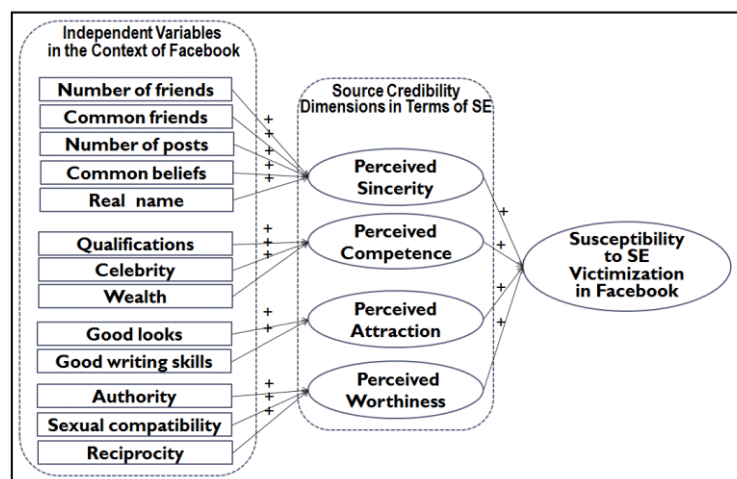 Independent Variables
in the Context of Facebook
Number of friends
Common friends
Number of posts
Common beliefs
Real name
Qualifications
Celebrity
Wealth
Good looks
Good writing skills
Authority
Sexual compatibility
Reciprocity
+
+
+
+
+
+
+
+
+
+
+
+
+
Source Credibility
Dimensions in Terms of SE
Perceived
Sincerity
Perceived
Competence
Perceived
Attraction
Perceived
Worthiness
+
+
+
+
Susceptibility
to SE
Victimization
in Facebook